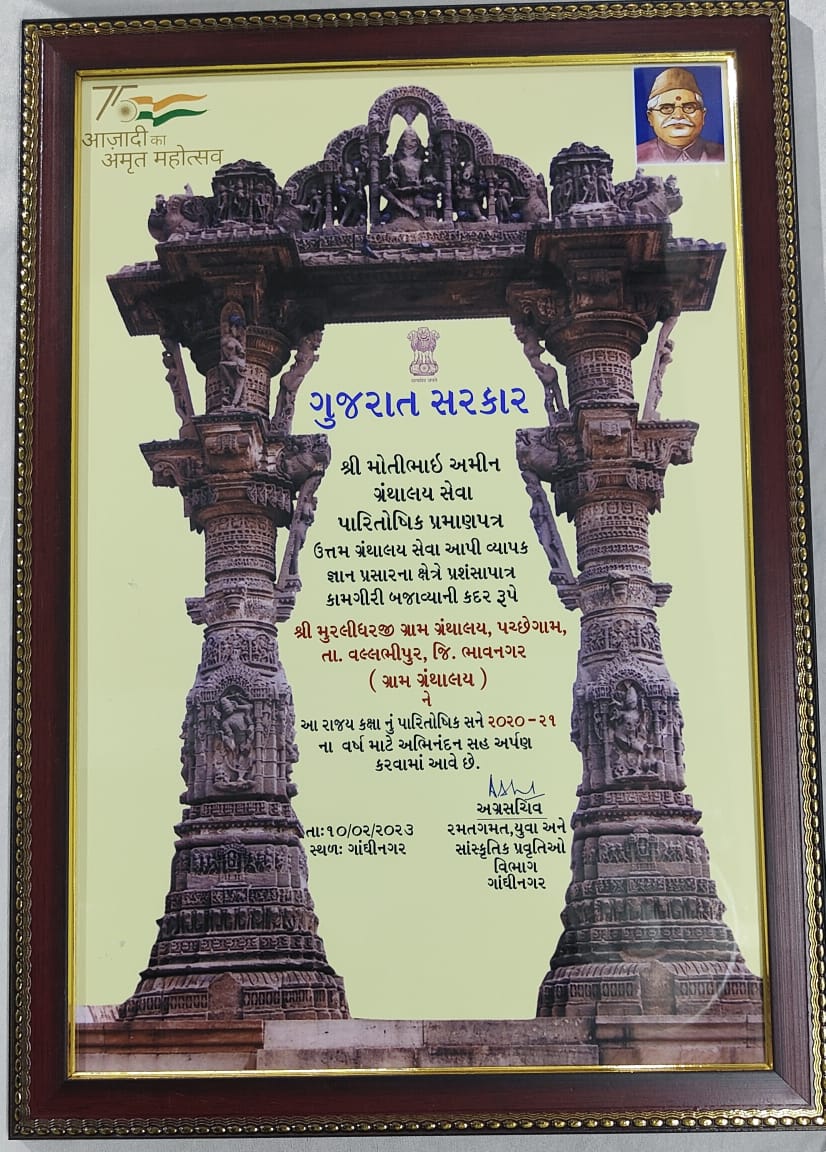 75
आज़ादी का
अमृत महोत्सव
ગુજરાત સરકાર
શ્રી મોતીભાઇ અમીન
ગ્રંથાલય સેવા
પારિતોષિક પ્રમાણપત્ર
ઉત્તમ ગ્રંથાલય સેવા આપી વ્યાપક
જ્ઞાન પ્રસારના ક્ષેત્રે પ્રશંસાપાત્ર
કામગીરી બજાવ્યાની કદર રૂપે
શ્રી મુરલીધરજી ગ્રામ ગ્રંથાલય, પચ્છેગામ,
તા. વલ્લભીપુર, જિ. ભાવનગર
( ગ્રામ ગ્રંથાલય )
ને
આ રાજય કક્ષા નું પારિતોષિક સને ૨૦૨૦-૨૧
ના વર્ષ માટે અભિનંદન સહ અર્પણ
કરવામાં આવે છે.
તા: ૧૦/૦૨/૨૦૨૩
સ્થળ: ગાંધીનગર
અગ્રસચિવ
રમતગમત,યુવા અને
સાંસ્કૃતિક પ્રવૃતિઓ
વિભાગ
ગાંધીનગર